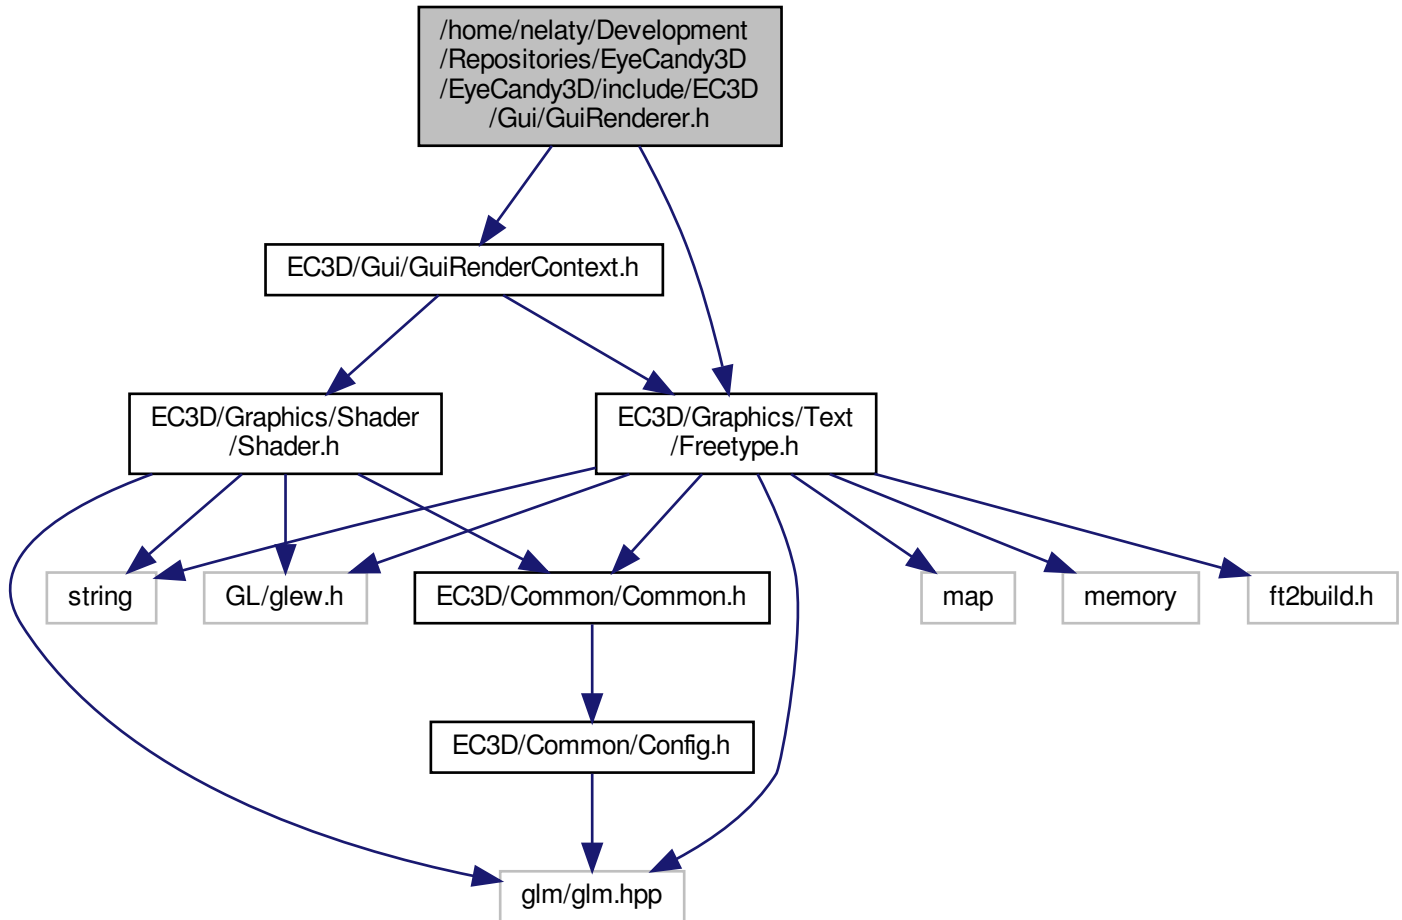 /home/nelaty/Development
/Repositories/EyeCandy3D
/EyeCandy3D/include/EC3D
/Gui/GuiRenderer.h
EC3D/Gui/GuiRenderContext.h
EC3D/Graphics/Shader
/Shader.h
EC3D/Graphics/Text
/Freetype.h
string
GL/glew.h
EC3D/Common/Common.h
map
memory
ft2build.h
EC3D/Common/Config.h
glm/glm.hpp